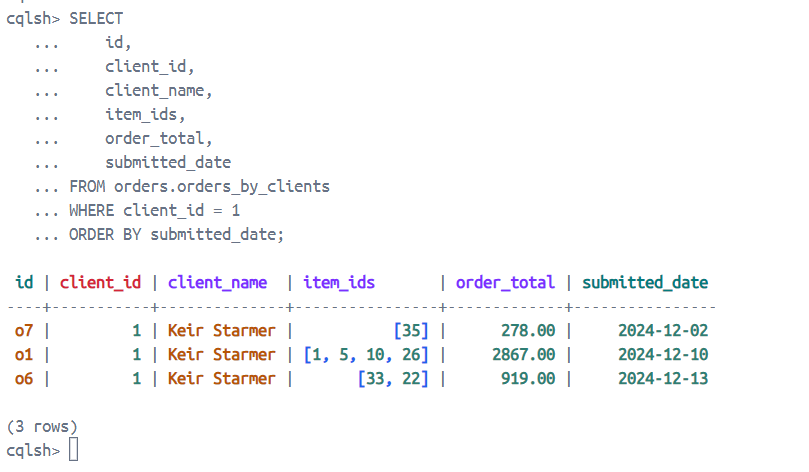 cqlsh> SELECT
   ...     id,
   ...     client_id,
   ...     client_name,
   ...     item_ids,
   ...     order_total,
   ...     submitted_date
   ... FROM orders.orders_by_clients
   ... WHERE client_id = 1
   ... ORDER BY submitted_date;
 id | client_id | client_name  | item_ids       | order_total | submitted_date
----+-----------+--------------+----------------+-------------+----------------
 o7 |         1 | Keir Starmer |           [35] |      278.00 |     2024-12-02
 o1 |         1 | Keir Starmer | [1, 5, 10, 26] |     2867.00 |     2024-12-10
 o6 |         1 | Keir Starmer |       [33, 22] |      919.00 |     2024-12-13
(3 rows)
cqlsh>